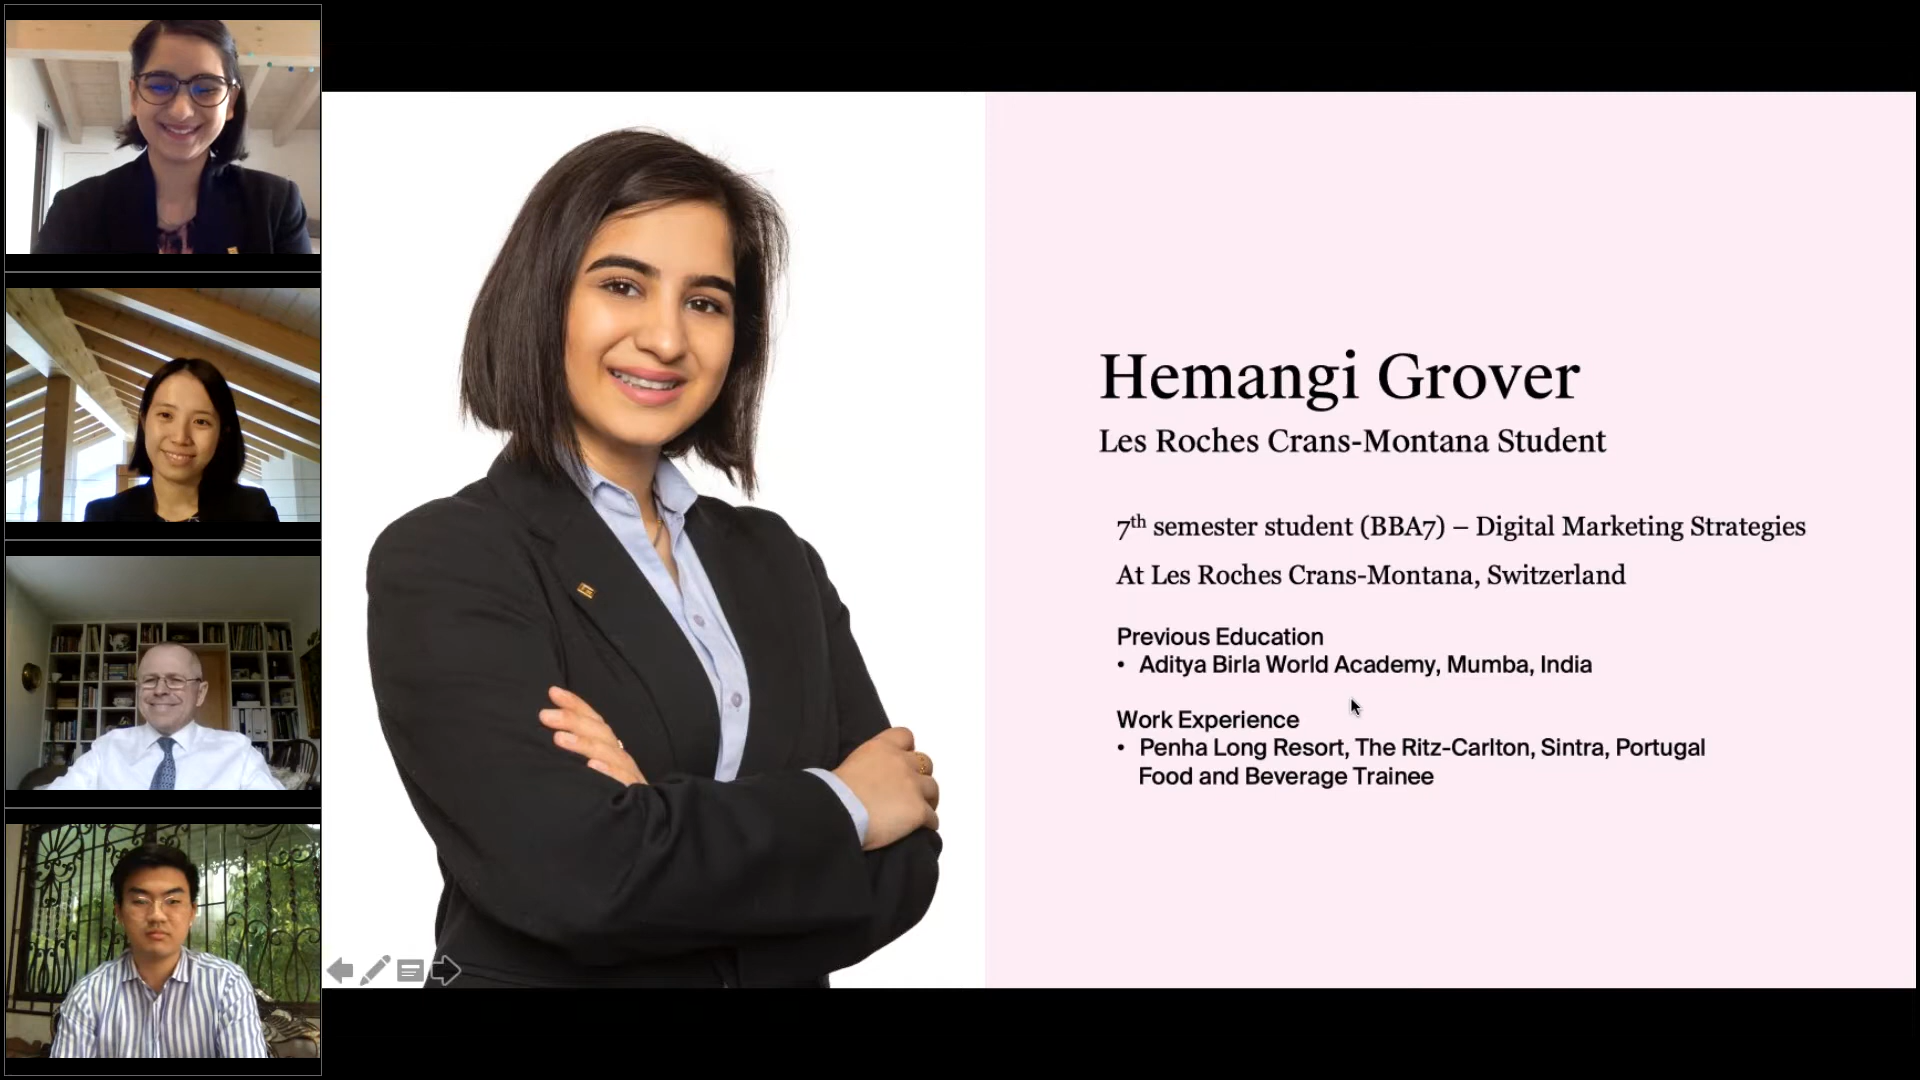 Hemangi Grover
Les Roches Crans-Montana Student
7th semester student (BBA7) – Digital Marketing Strategies
At Les Roches Crans-Montana, Switzerland
Previous Education
• Aditya Birla World Academy, Mumba, India
Work Experience
• Penha Long Resort, The Ritz-Carlton, Sintra, Portugal
Food and Beverage Trainee